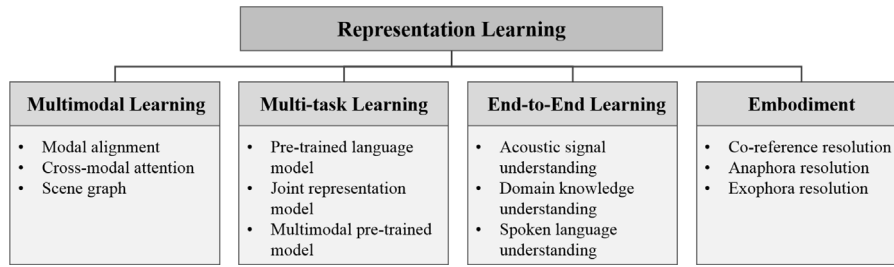 Representation Learning
Multimodal Learning
• Modal alignment
• Cross-modal attention
• Scene graph
Multi-task Learning
• Pre-trained language
model
• Joint representation
model
• Multimodal pre-trained
model
End-to-End Learning
• Acoustic signal
understanding
• Domain knowledge
understanding
• Spoken language
understanding
Embodiment
• Co-reference resolution
• Anaphora resolution
• Exophora resolution